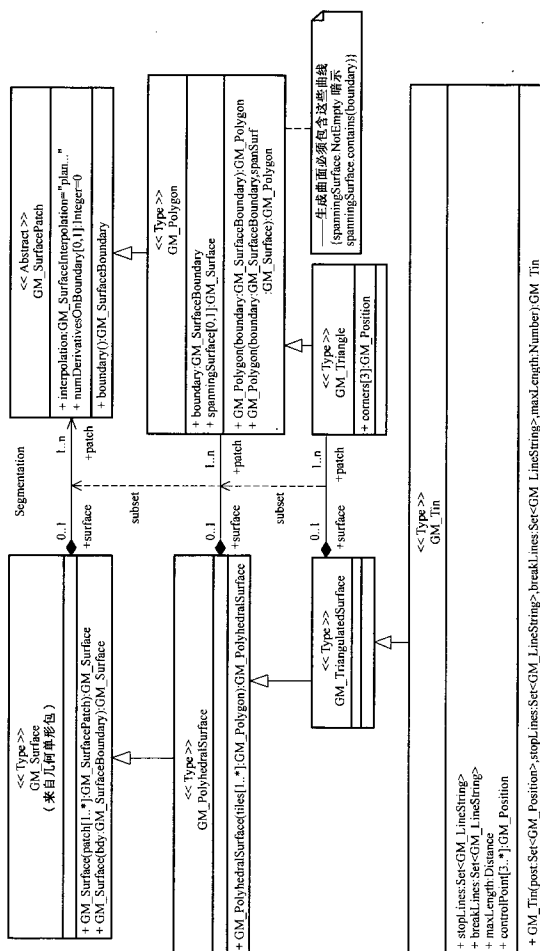 << Type >>
GM_Surface
（来自几何单形包）
+ GM_Surface(patch[1..*]:GM_SurfacePatch):GM_Surface
+ GM_Surface(bdy:GM_SurfaceBoundary):GM_Surface
Segmentation
0..1
+surface
1..n
+patch
<< Abstract >>
GM_SurfacePatch
+ interpolation:GM_SurfaceInterpolation="plan..."
+ numDerivativesOnBoundary[0,1]:Integer=0
+ boundary():GM_SurfaceBoundary
subset
<< Type >>
GM_PolyhedralSurface
+ GM_PolyhedralSurface(tiles[1..*]:GM_Polygon):GM_PolyhedralSurface
0..1
+surface
1..n
+patch
<< Type >>
GM_Polygon
+ boundary:GM_SurfaceBoundary
+ spanningSurface[0,1]:GM_Surface
+ GM_Polygon(boundary:GM_SurfaceBoundary):GM_Polygon
+ GM_Polygon(boundary:GM_SurfaceBoundary,spanSurf
:GM_Surface):GM_Polygon
subset
<< Type >>
GM_TriangulatedSurface
0..1
+surface
1..n
+patch
<< Type >>
GM_Triangle
+ corners[3]:GM_Position
——生成曲面必须包含这些曲线
{spanningSurface.NotEmpty 暗示
spanningSurface.contains(boundary)}
<< Type >>
GM_Tin
+ stopLines:Set<GM_LineString>
+ breakLines:Set<GM_LineString>
+ maxLength:Distance
+ controlPoint[3..*]:GM_Position
+ GM_Tin(post:Set<GM_Position>,stopLines:Set<GM_LineString>,breakLines:Set<GM_LineString>,maxLength:Number):GM_Tin